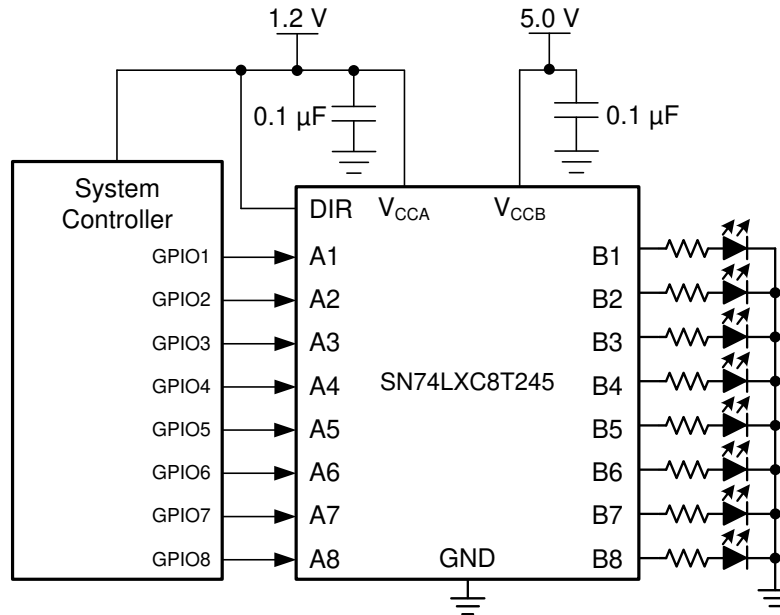 1.2 V
5.0 V
0.1 µF
0.1 µF
System
Controller
DIR
VCCA
VCCB
GPIO1
A1
B1
GPIO2
A2
B2
GPIO3
A3
B3
GPIO4
A4
SN74LXC8T245
B4
GPIO5
A5
B5
GPIO6
A6
B6
GPIO7
A7
B7
GPIO8
A8
GND
B8